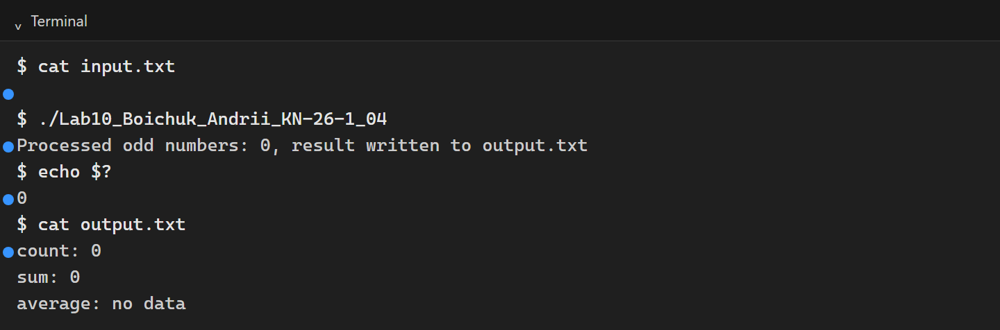 Terminal
$ cat input.txt
$ ./Lab10_Boichuk_Andrii_KN-26-1_04
Processed odd numbers: 0, result written to output.txt
$ echo $?
0
$ cat output.txt
count: 0
sum: 0
average: no data